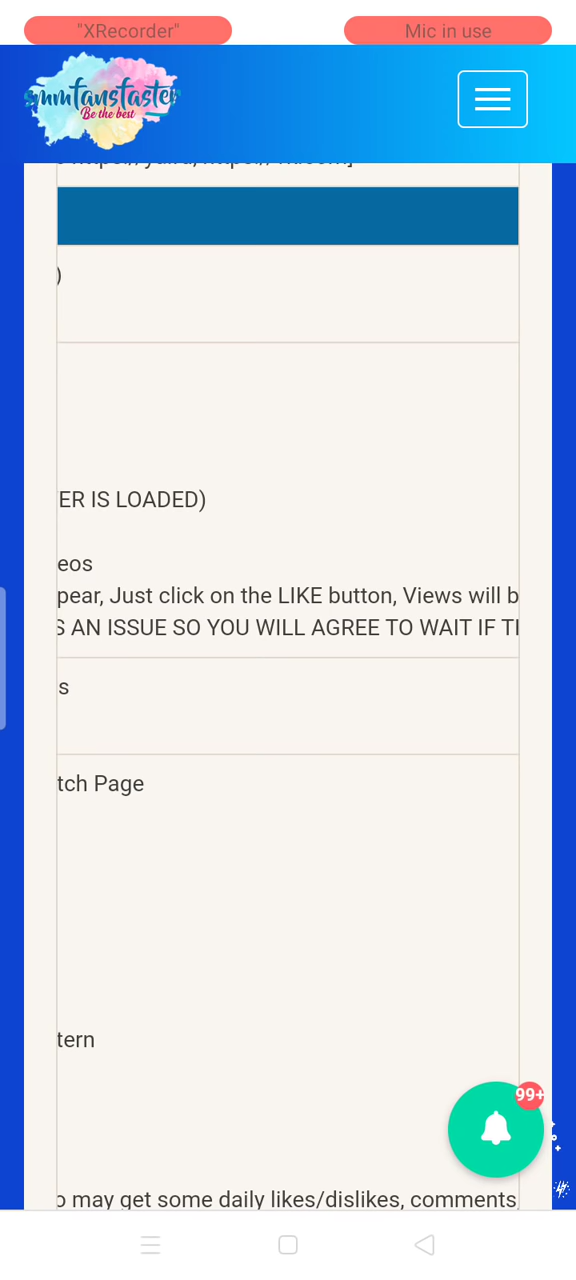 "XRecorder" Mic in use
smmfansfaster
Be the best
)
ER IS LOADED)
eos
pear, Just click on the LIKE button, Views will b
S AN ISSUE SO YOU WILL AGREE TO WAIT IF
s
tch Page
tern
99+
o may get some daily likes/dislikes, comments,